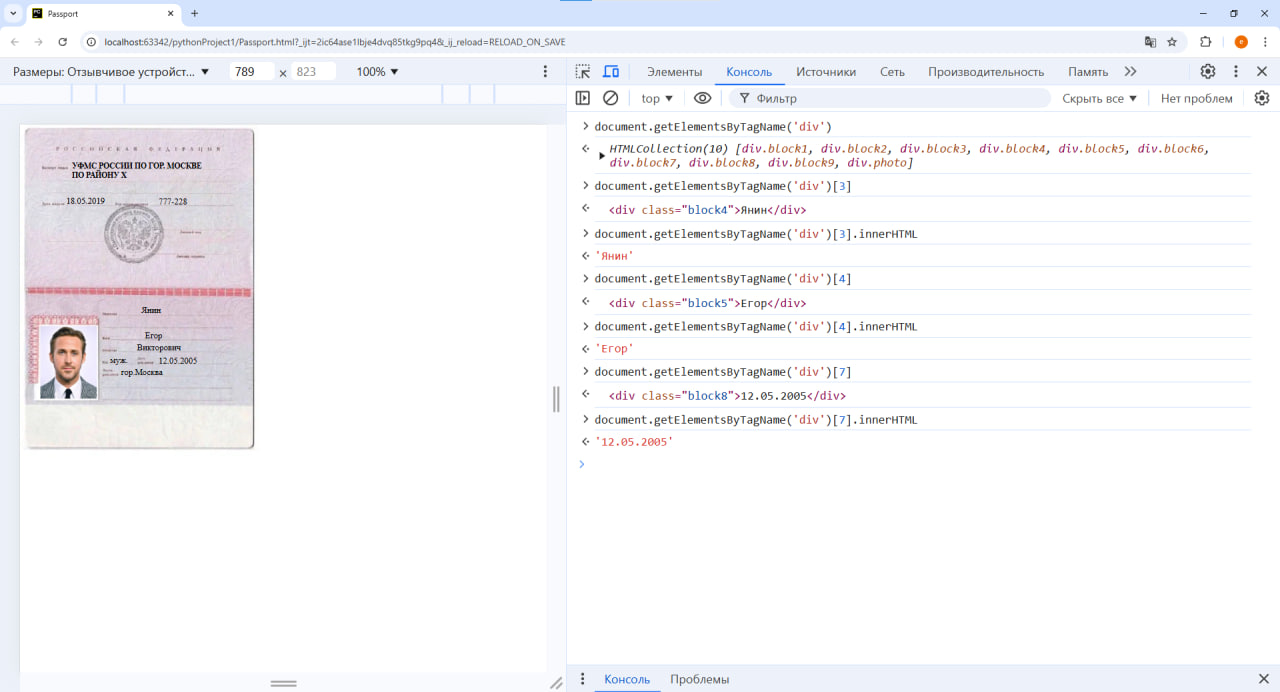 Passport
localhost:63342/pythonProject1/Passport.html?_ijt=2ic64ase1lbje4dvq85tkg9pq4&_ij_reload=RELOAD_ON_SAVE
Размеры: Отзывчивое устройст... ▼ 789 × 823 100% ▼
Элементы Консоль Источники Сеть Производительность Память
top ▼ Фильтр Скрыть все ▼ Нет проблем
РОССИЙСКАЯ ФЕДЕРАЦИЯ
УФМС РОССИИ ПО ГОР. МОСКВЕ
ПО РАЙОНУ X
18.05.2019 777-228
Янин
Егор
Викторович
муж. 12.05.2005
гор.Москва
document.getElementsByTagName('div')
HTMLCollection(10) [div.block1, div.block2, div.block3, div.block4, div.block5, div.block6,
div.block7, div.block8, div.block9, div.photo]
document.getElementsByTagName('div')[3]
<div class="block4">Янин</div>
document.getElementsByTagName('div')[3].innerHTML
'Янин'
document.getElementsByTagName('div')[4]
<div class="block5">Егор</div>
document.getElementsByTagName('div')[4].innerHTML
'Егор'
document.getElementsByTagName('div')[7]
<div class="block8">12.05.2005</div>
document.getElementsByTagName('div')[7].innerHTML
'12.05.2005'
Консоль Проблемы